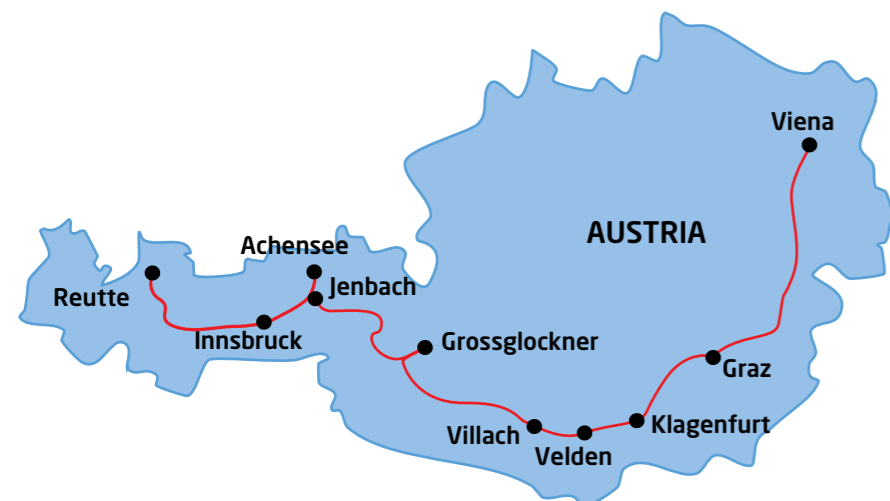 Viena
AUSTRIA
Achensee
Reutte
Jenbach
Innsbruck
Grossglockner
Graz
Klagenfurt
Villach
Velden